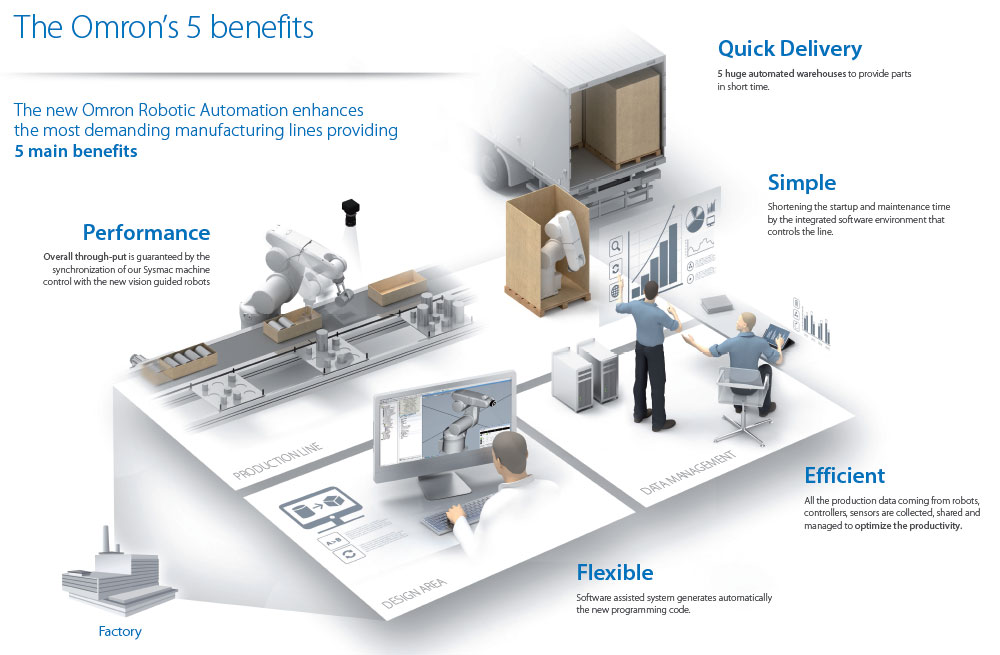 The Omron's 5 benefits
The new Omron Robotic Automation enhances
the most demanding manufacturing lines providing
5 main benefits
Quick Delivery
5 huge automated warehouses to provide parts
in short time.
Simple
Shortening the startup and maintenance time
by the integrated software environment that
controls the line.
Performance
Overall through-put is guaranteed by the
synchronization of our Sysmac machine
control with the new vision guided robots
PRODUCTION LINE
DATA MANAGEMENT
Efficient
All the production data coming from robots,
controllers, sensors are collected, shared and
managed to optimize the productivity.
A>B
DESIGN AREA
Flexible
Software assisted system generates automatically
the new programming code.
Factory